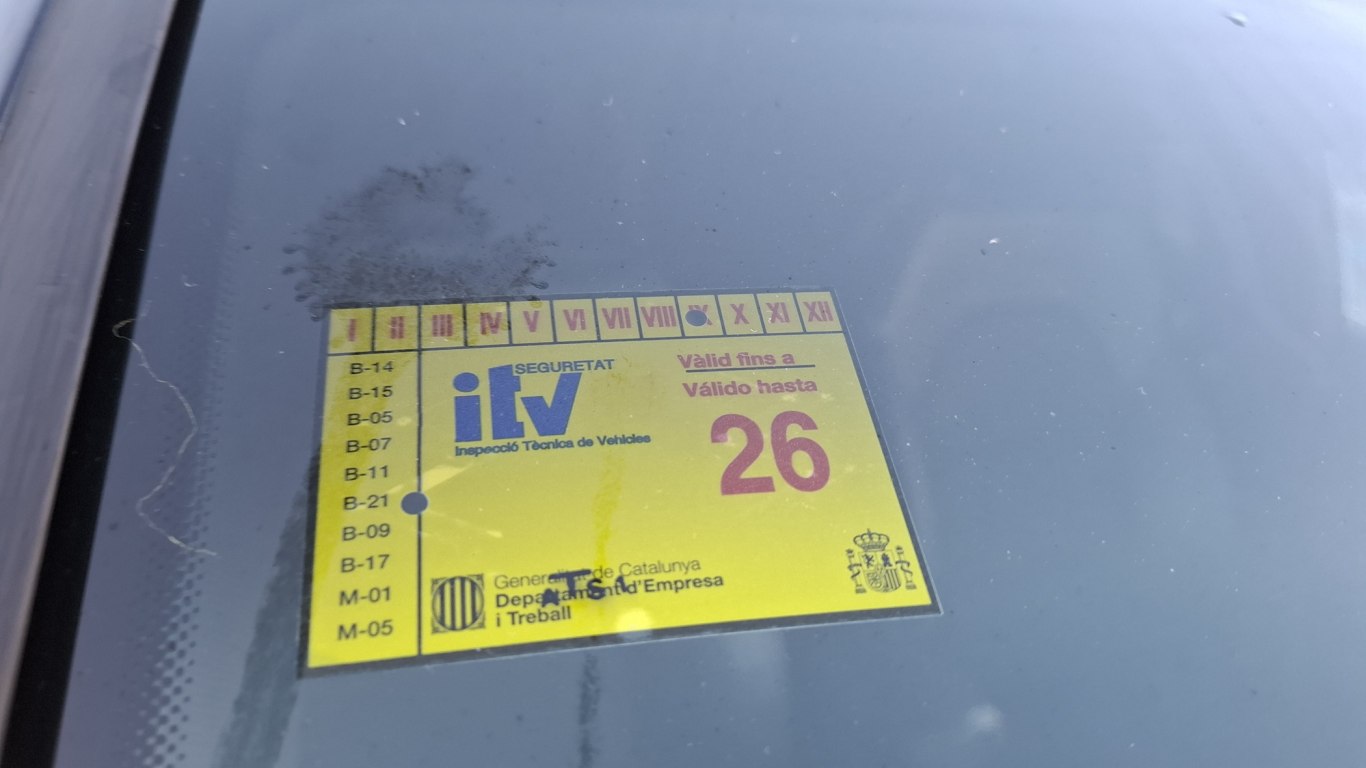 I II III IV V VI VII VIII IX X XI XII
B-14
B-15
B-05
B-07
B-11
B-21
B-09
B-17
M-01
M-05
SEGURETAT
itv
Inspecció Tècnica de Vehicles
Vàlid fins a
Válido hasta
26
Generalitat de Catalunya
Departament d'Empresa
i Treball